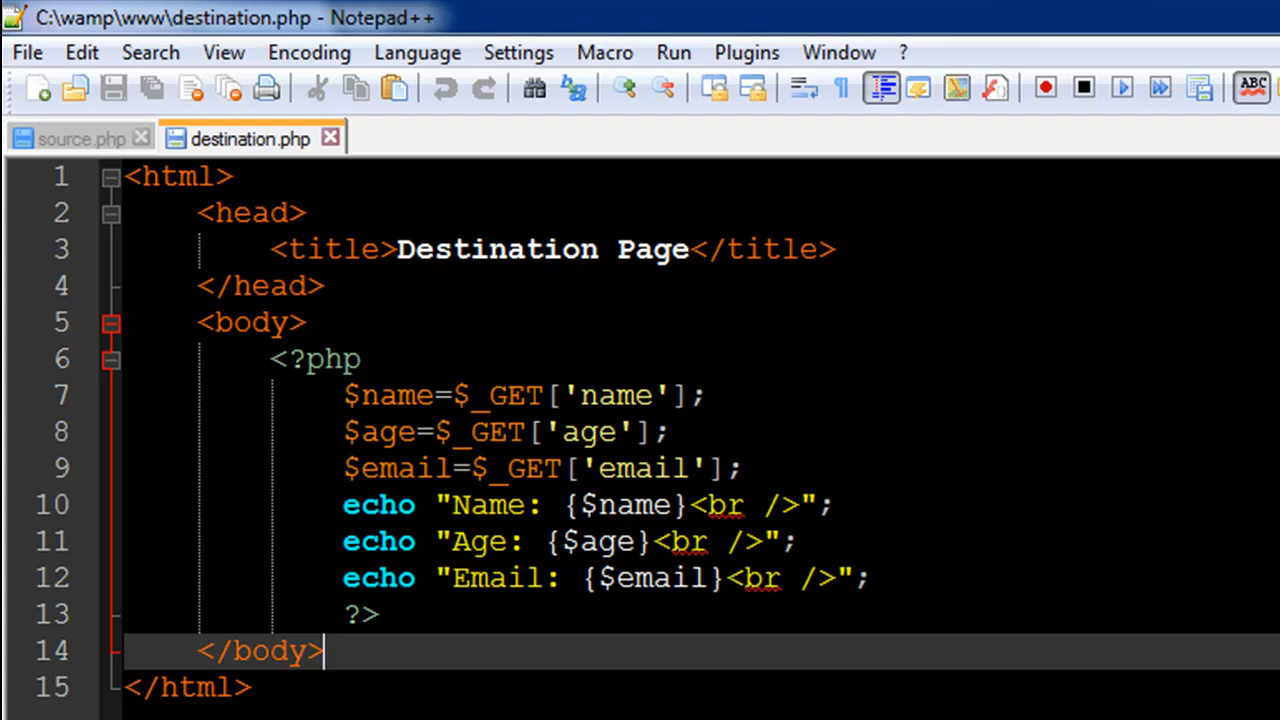 C:\wamp\www\destination.php - Notepad++
File Edit Search View Encoding Language Settings Macro Run Plugins Window ?
ABC
source.php destination.php
1 <html>
2 <head>
3 <title>Destination Page</title>
4 </head>
5 <body>
6 <?php
7 $name=$_GET['name'];
8 $age=$_GET['age'];
9 $email=$_GET['email'];
10 echo "Name: {$name}<br />";
11 echo "Age: {$age}<br />";
12 echo "Email: {$email}<br />";
13 ?>
14 </body>
15 </html>